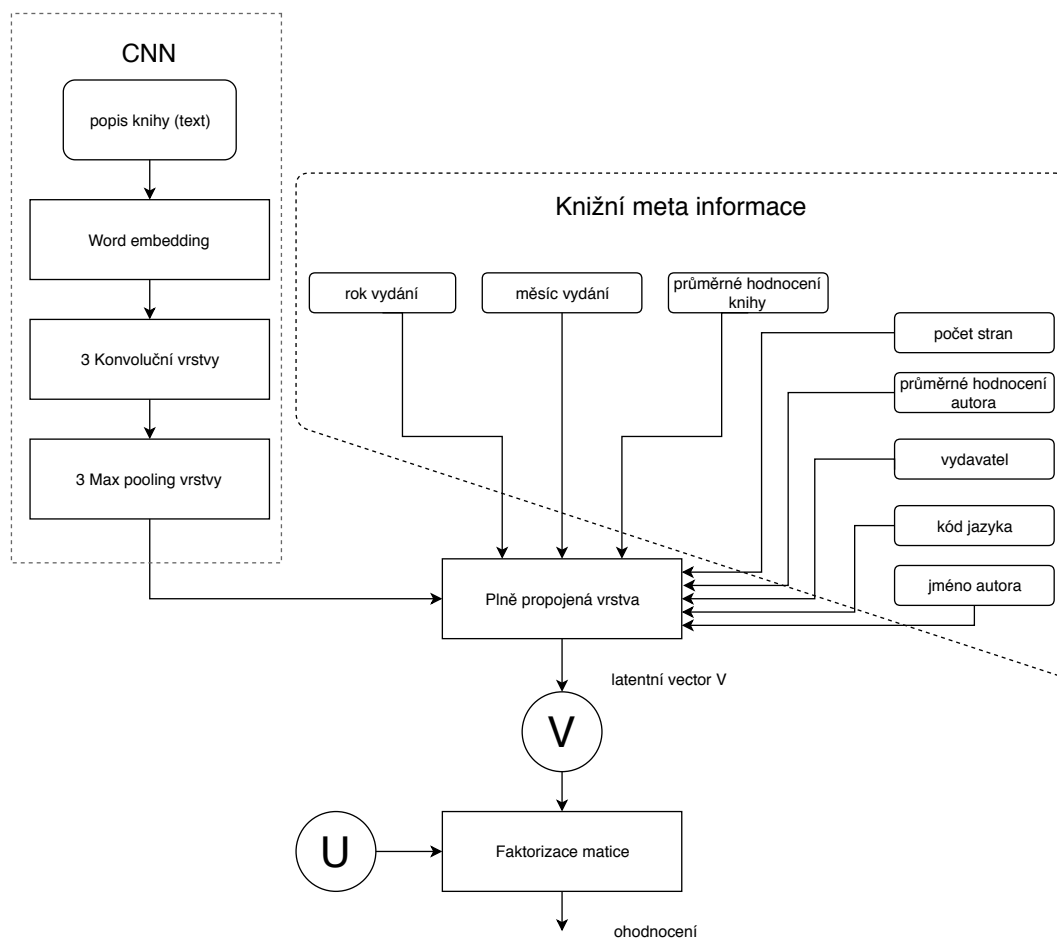 CNN
popis knihy (text)
Word embedding
3 Konvoluční vrstvy
3 Max pooling vrstvy
Knižní meta informace
rok vydání
měsíc vydání
průměrné hodnocení
knihy
počet stran
průměrné hodnocení
autora
vydavatel
kód jazyka
jméno autora
Plně propojená vrstva
latentní vector V
V
U
Faktorizace matice
ohodnocení